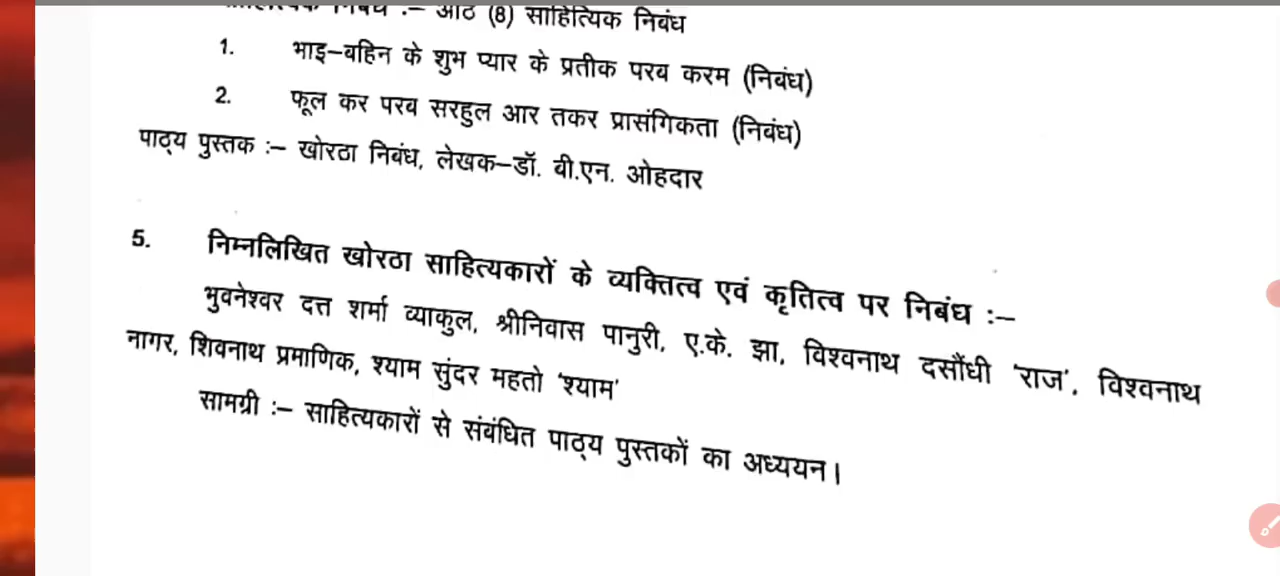 निबंध :– आठ (8) साहित्यिक निबंध
1. भाइ–बहिन के शुभ प्यार के प्रतीक परब करम (निबंध)
2. फूल कर परब सरहुल आर तकर प्रासंगिकता (निबंध)
पाठ्य पुस्तक :– खोरठा निबंध, लेखक–डॉ. बी.एन. ओहदार
5. निम्नलिखित खोरठा साहित्यकारों के व्यक्तित्व एवं कृतित्व पर निबंध :–
भुवनेश्वर दत्त शर्मा व्याकुल, श्रीनिवास पानुरी, ए.के. झा, विश्वनाथ दसौंधी 'राज', विश्वनाथ
नागर, शिवनाथ प्रमाणिक, श्याम सुंदर महतो 'श्याम'
सामग्री :– साहित्यकारों से संबंधित पाठ्य पुस्तकों का अध्ययन।